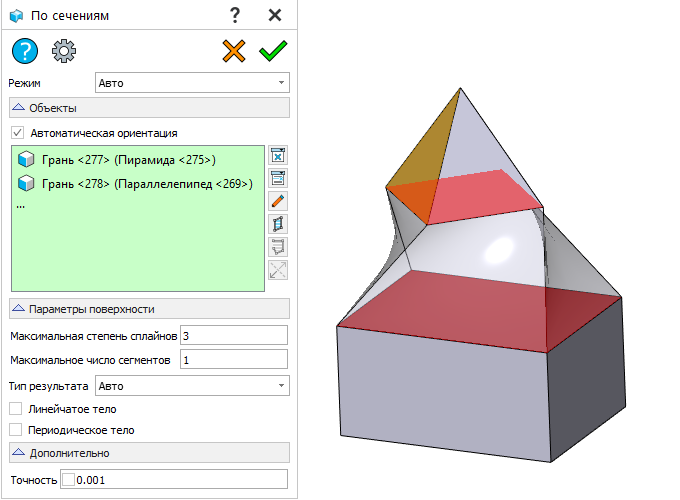 По сечениям
Режим Авто
Объекты
Автоматическая ориентация
Грань <277> (Пирамида <275>)
Грань <278> (Параллелепипед <269>)
...
Параметры поверхности
Максимальная степень сплайнов 3
Максимальное число сегментов 1
Тип результата Авто
Линейчатое тело
Периодическое тело
Дополнительно
Точность 0.001